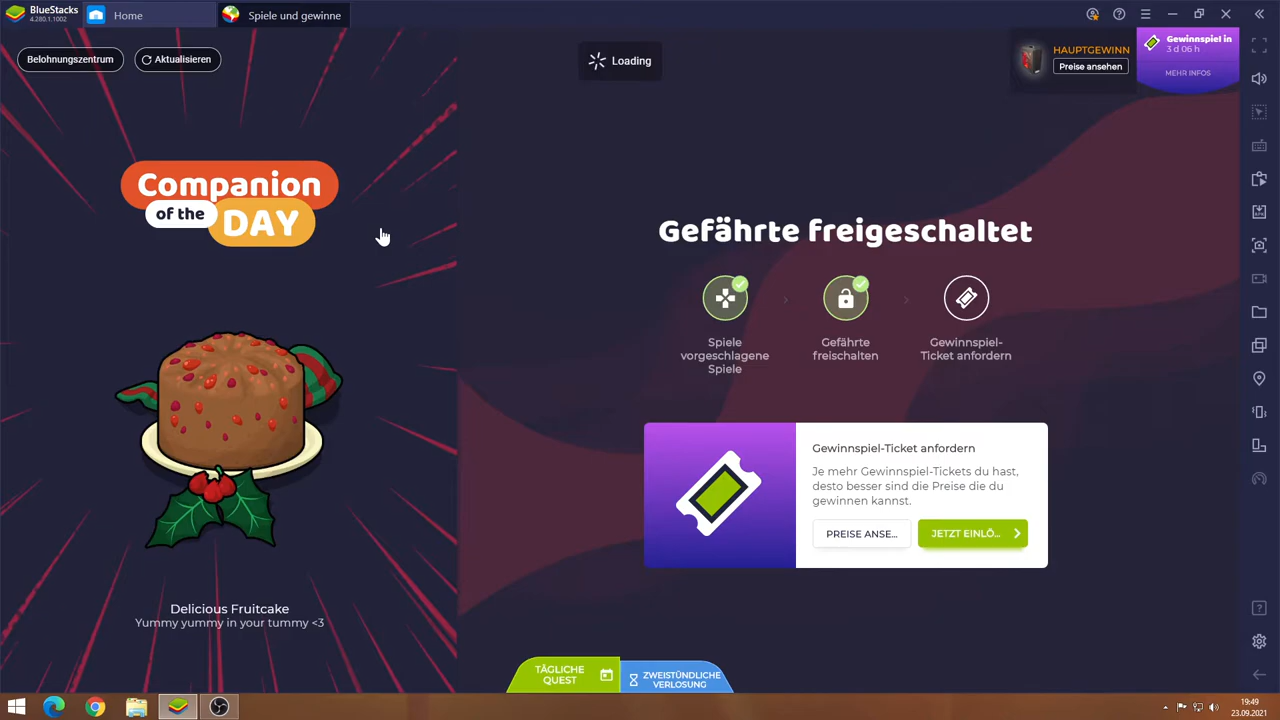 BlueStacks
4.280.1.1002
Home
Spiele und gewinne
Belohnungszentrum
Aktualisieren
Loading
HAUPTGEWINN
Preise ansehen
Gewinnspiel in
3 d 06 h
MEHR INFOS
Companion
of the
DAY
Delicious Fruitcake
Yummy yummy in your tummy <3
Gefährte freigeschaltet
Spiele
vorgeschlagene
Spiele
Gefährte
freischalten
Gewinnspiel-
Ticket anfordern
Gewinnspiel-Ticket anfordern
Je mehr Gewinnspiel-Tickets du hast,
desto besser sind die Preise die du
gewinnen kannst.
PREISE ANSE...
JETZT EINLÖ...
TÄGLICHE
QUEST
ZWEISTÜNDLICHE
VERLOSUNG
19:49
23.09.2021